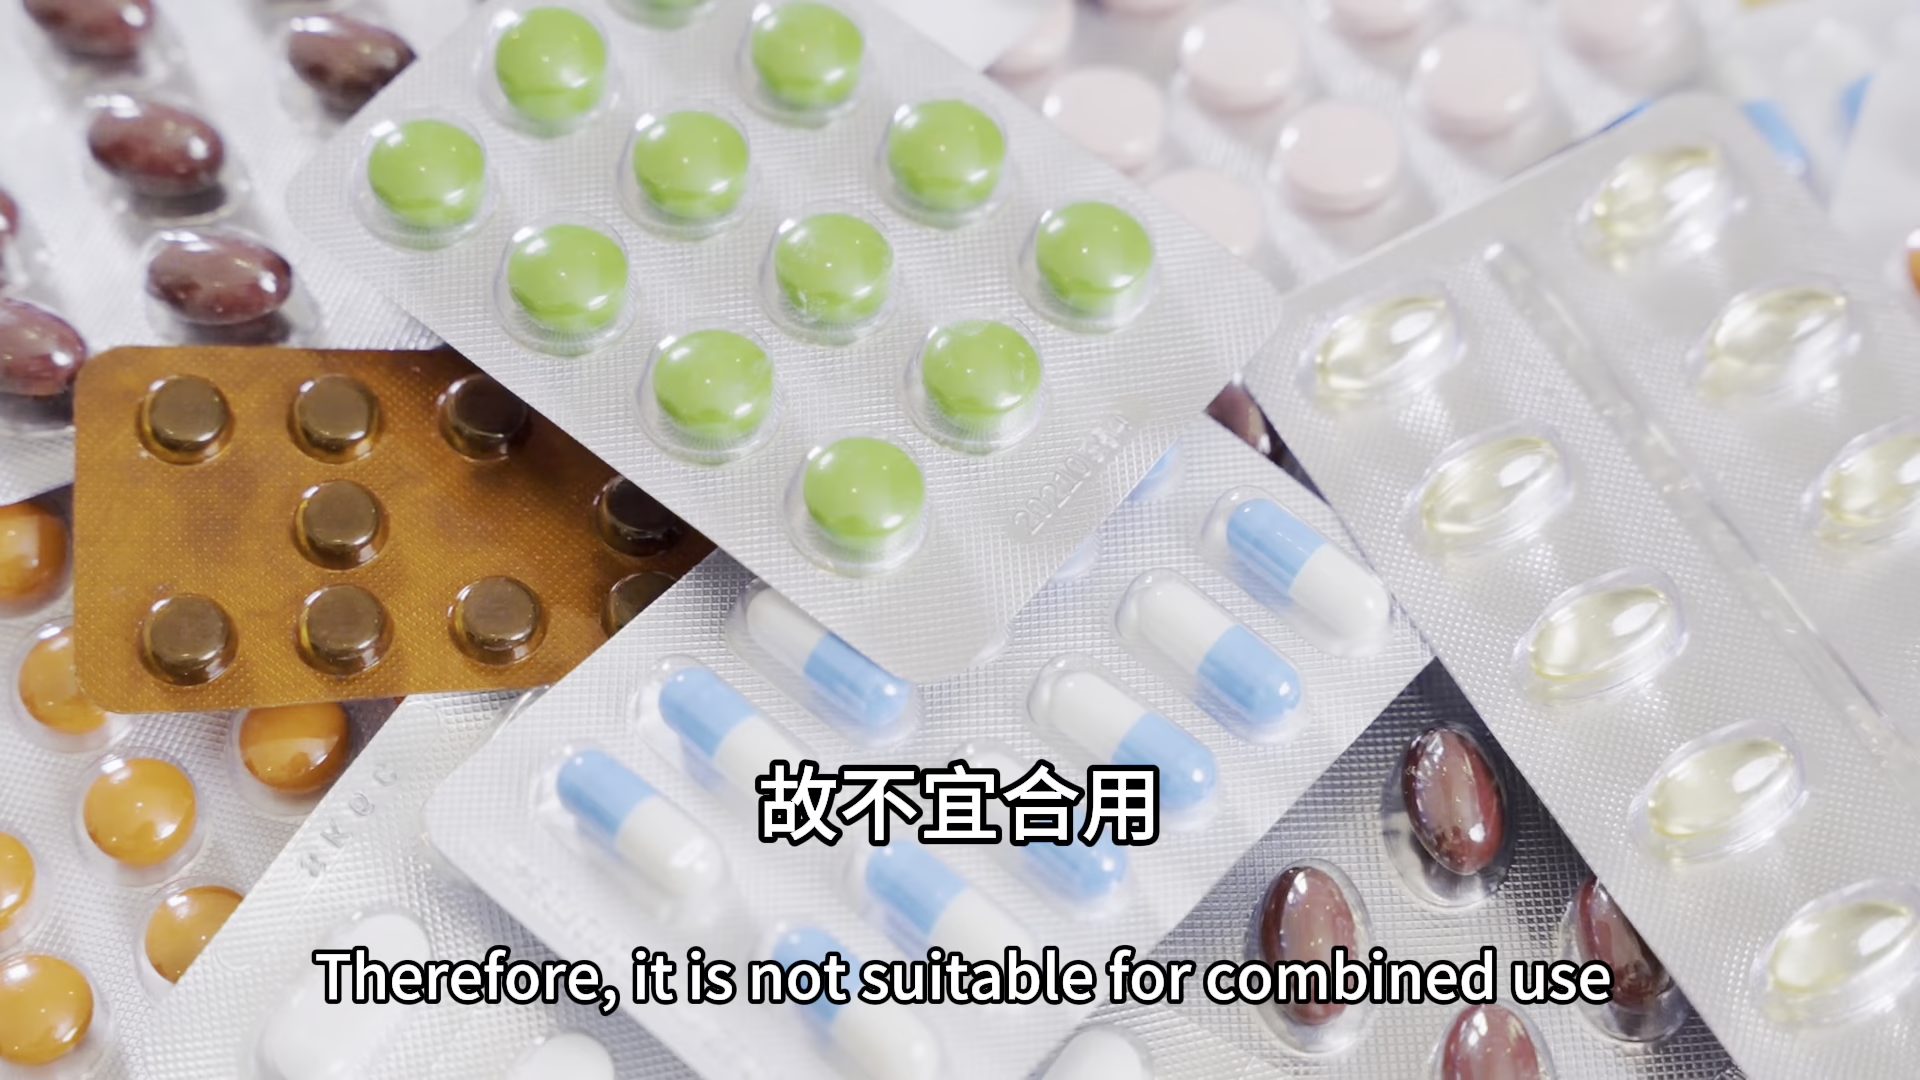 故不宜合用
Therefore, it is not suitable for combined use